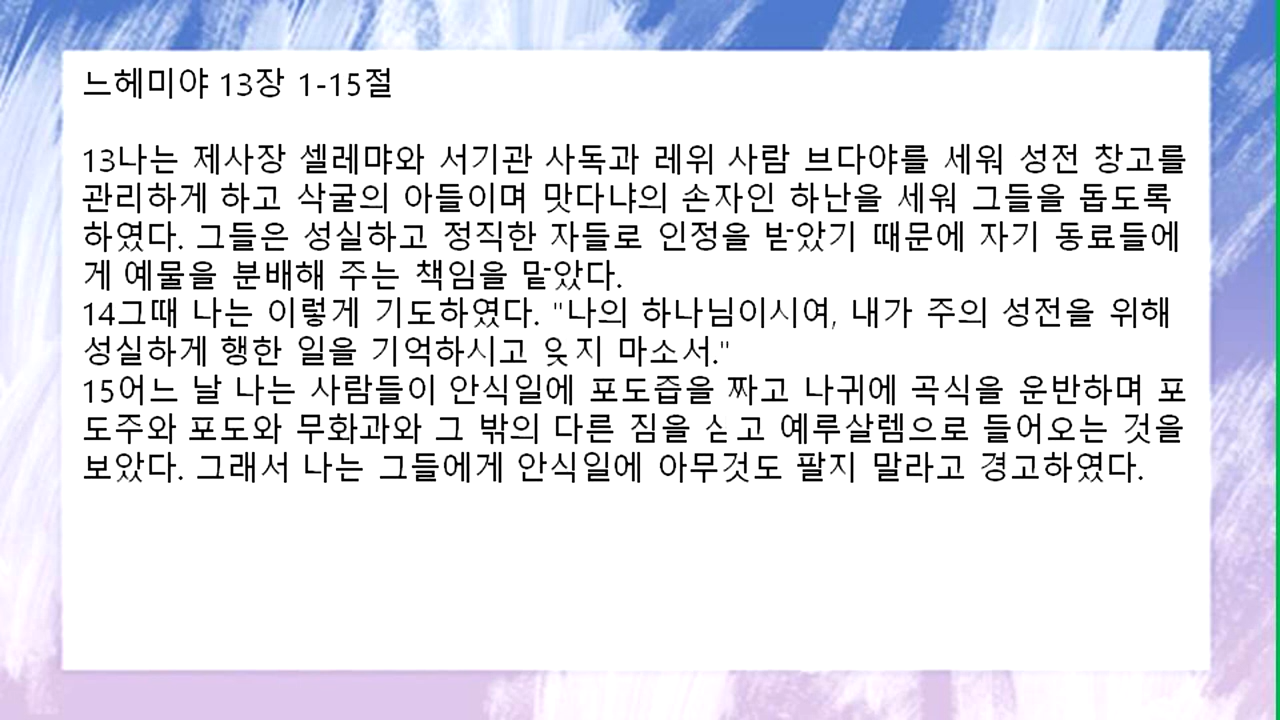 느헤미야 13장 1-15절
13나는 제사장 셀레먀와 서기관 사독과 레위 사람 브다야를 세워 성전 창고를
관리하게 하고 삭굴의 아들이며 맛다냐의 손자인 하난을 세워 그들을 돕도록
하였다. 그들은 성실하고 정직한 자들로 인정을 받았기 때문에 자기 동료들에
게 예물을 분배해 주는 책임을 맡았다.
14그때 나는 이렇게 기도하였다. "나의 하나님이시여, 내가 주의 성전을 위해
성실하게 행한 일을 기억하시고 잊지 마소서."
15어느 날 나는 사람들이 안식일에 포도즙을 짜고 나귀에 곡식을 운반하며 포
도주와 포도와 무화과와 그 밖의 다른 짐을 싣고 예루살렘으로 들어오는 것을
보았다. 그래서 나는 그들에게 안식일에 아무것도 팔지 말라고 경고하였다.